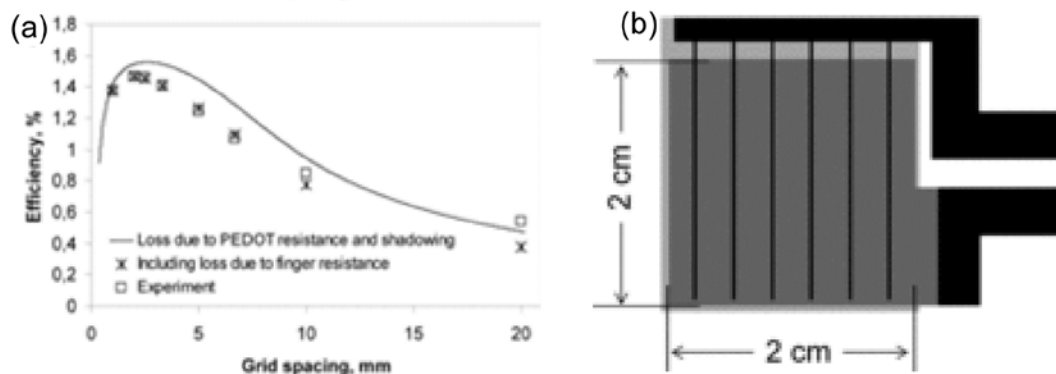 (a)
1,8
1,6
1,4
1,2
1
0,8
0,6
0,4
0,2
0
Efficiency, %
Loss due to PEDOT resistance and shadowing
Including loss due to finger resistance
Experiment
0 5 10 15 20
Grid spacing, mm
(b)
2 cm
2 cm